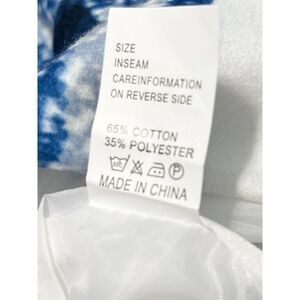 SIZE
INSEAM
CAREINFORMATION
ON REVERSE SIDE
65% COTTON
35% POLYESTER
MADE IN CHINA